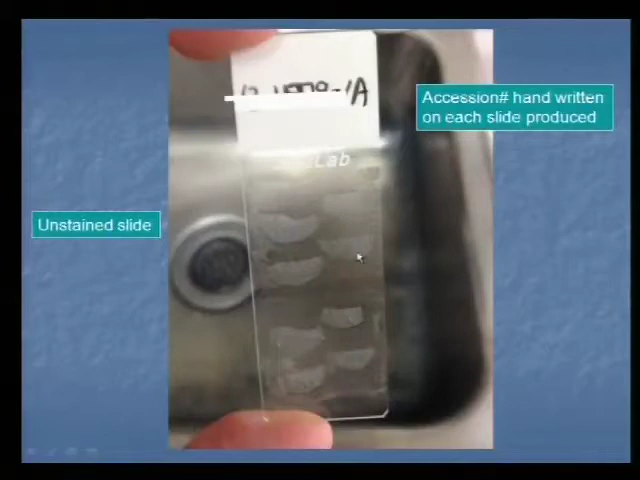 Accession# hand written
on each slide produced
Lab
Unstained slide